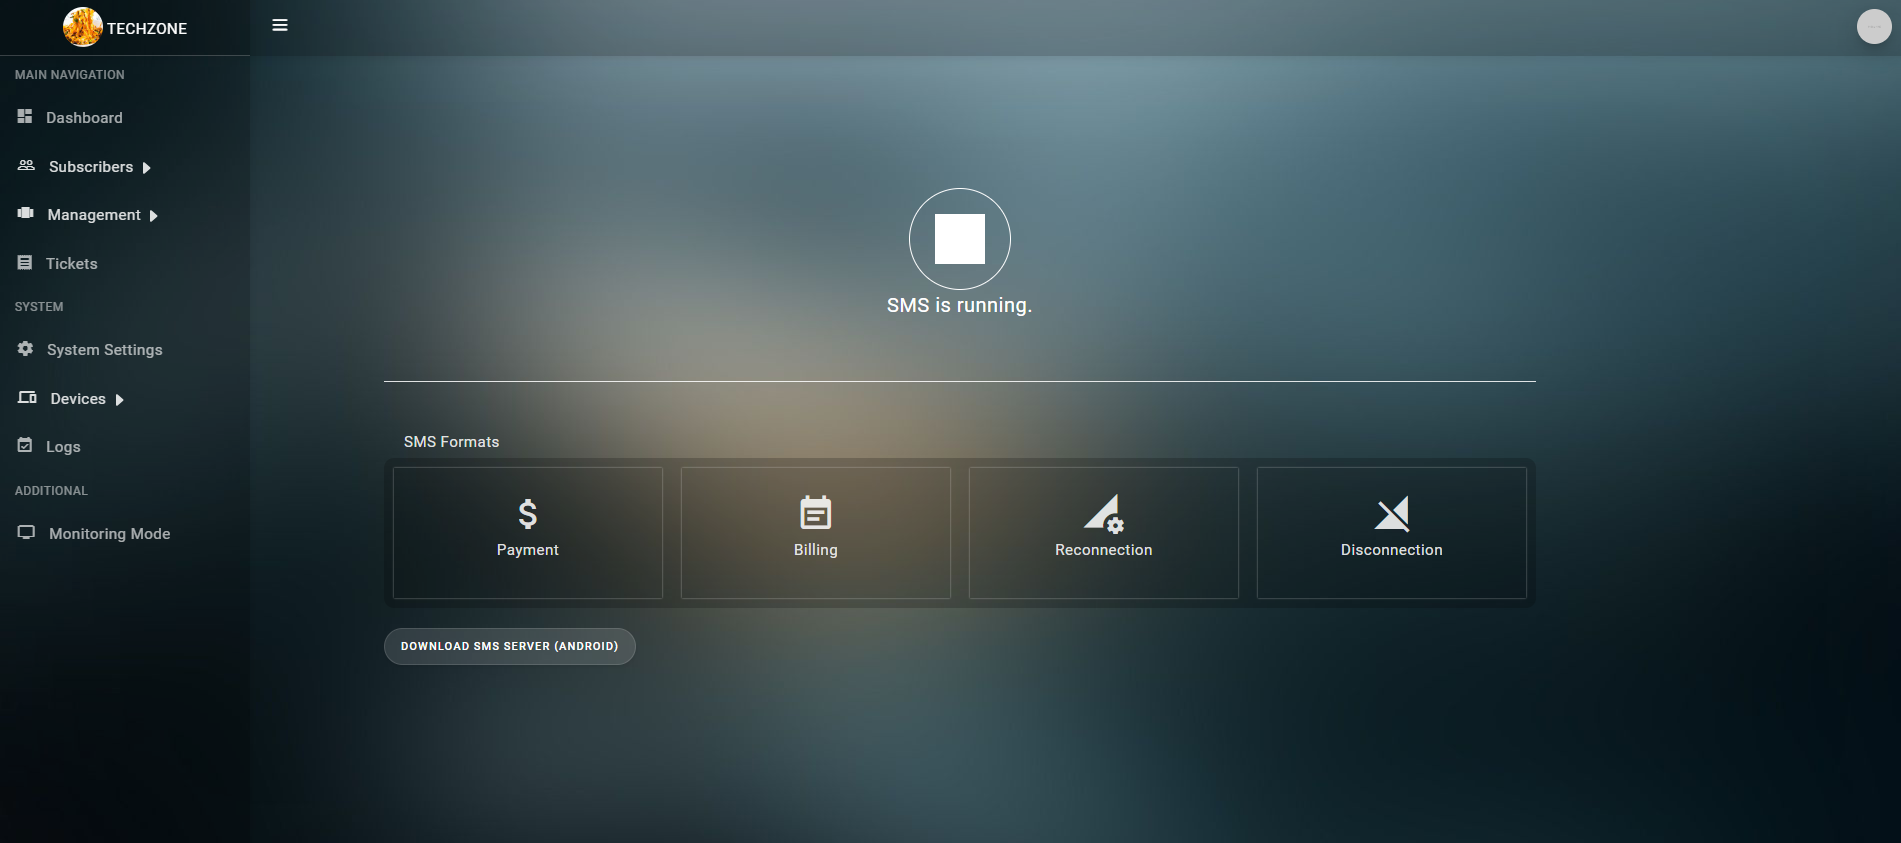 TECHZONE
MAIN NAVIGATION
Dashboard
Subscribers
Management
Tickets
SYSTEM
System Settings
Devices
Logs
ADDITIONAL
Monitoring Mode
SMS is running.
SMS Formats
Payment
Billing
Reconnection
Disconnection
DOWNLOAD SMS SERVER (ANDROID)